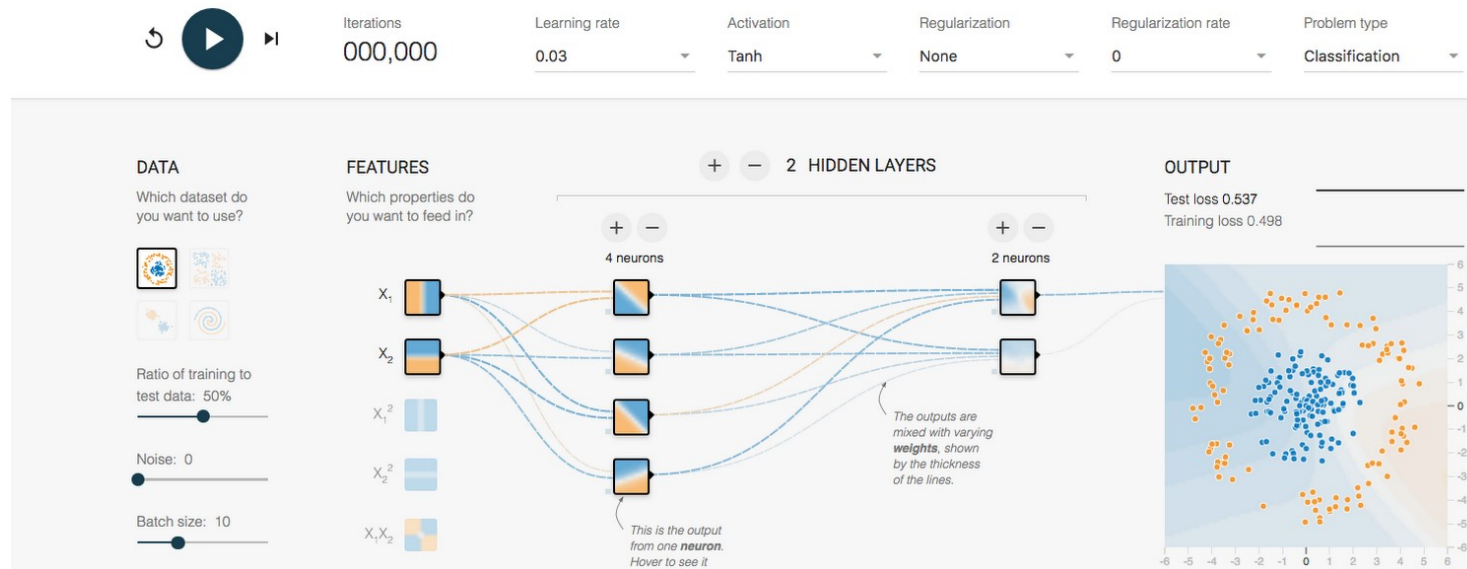 Iterations
000,000
Learning rate
0.03
Activation
Tanh
Regularization
None
Regularization rate
0
Problem type
Classification
DATA
Which dataset do
you want to use?
Ratio of training to
test data: 50%
Noise: 0
Batch size: 10
FEATURES
Which properties do
you want to feed in?
X₁
X₂
X₁²
X₂²
X₁X₂
+ − 2 HIDDEN LAYERS
+ −
4 neurons
+ −
2 neurons
This is the output
from one neuron.
Hover to see it
The outputs are
mixed with varying
weights, shown
by the thickness
of the lines.
OUTPUT
Test loss 0.537
Training loss 0.498
6
5
4
3
2
1
0
-1
-2
-3
-4
-5
-6
-6 -5 -4 -3 -2 -1 0 1 2 3 4 5 6